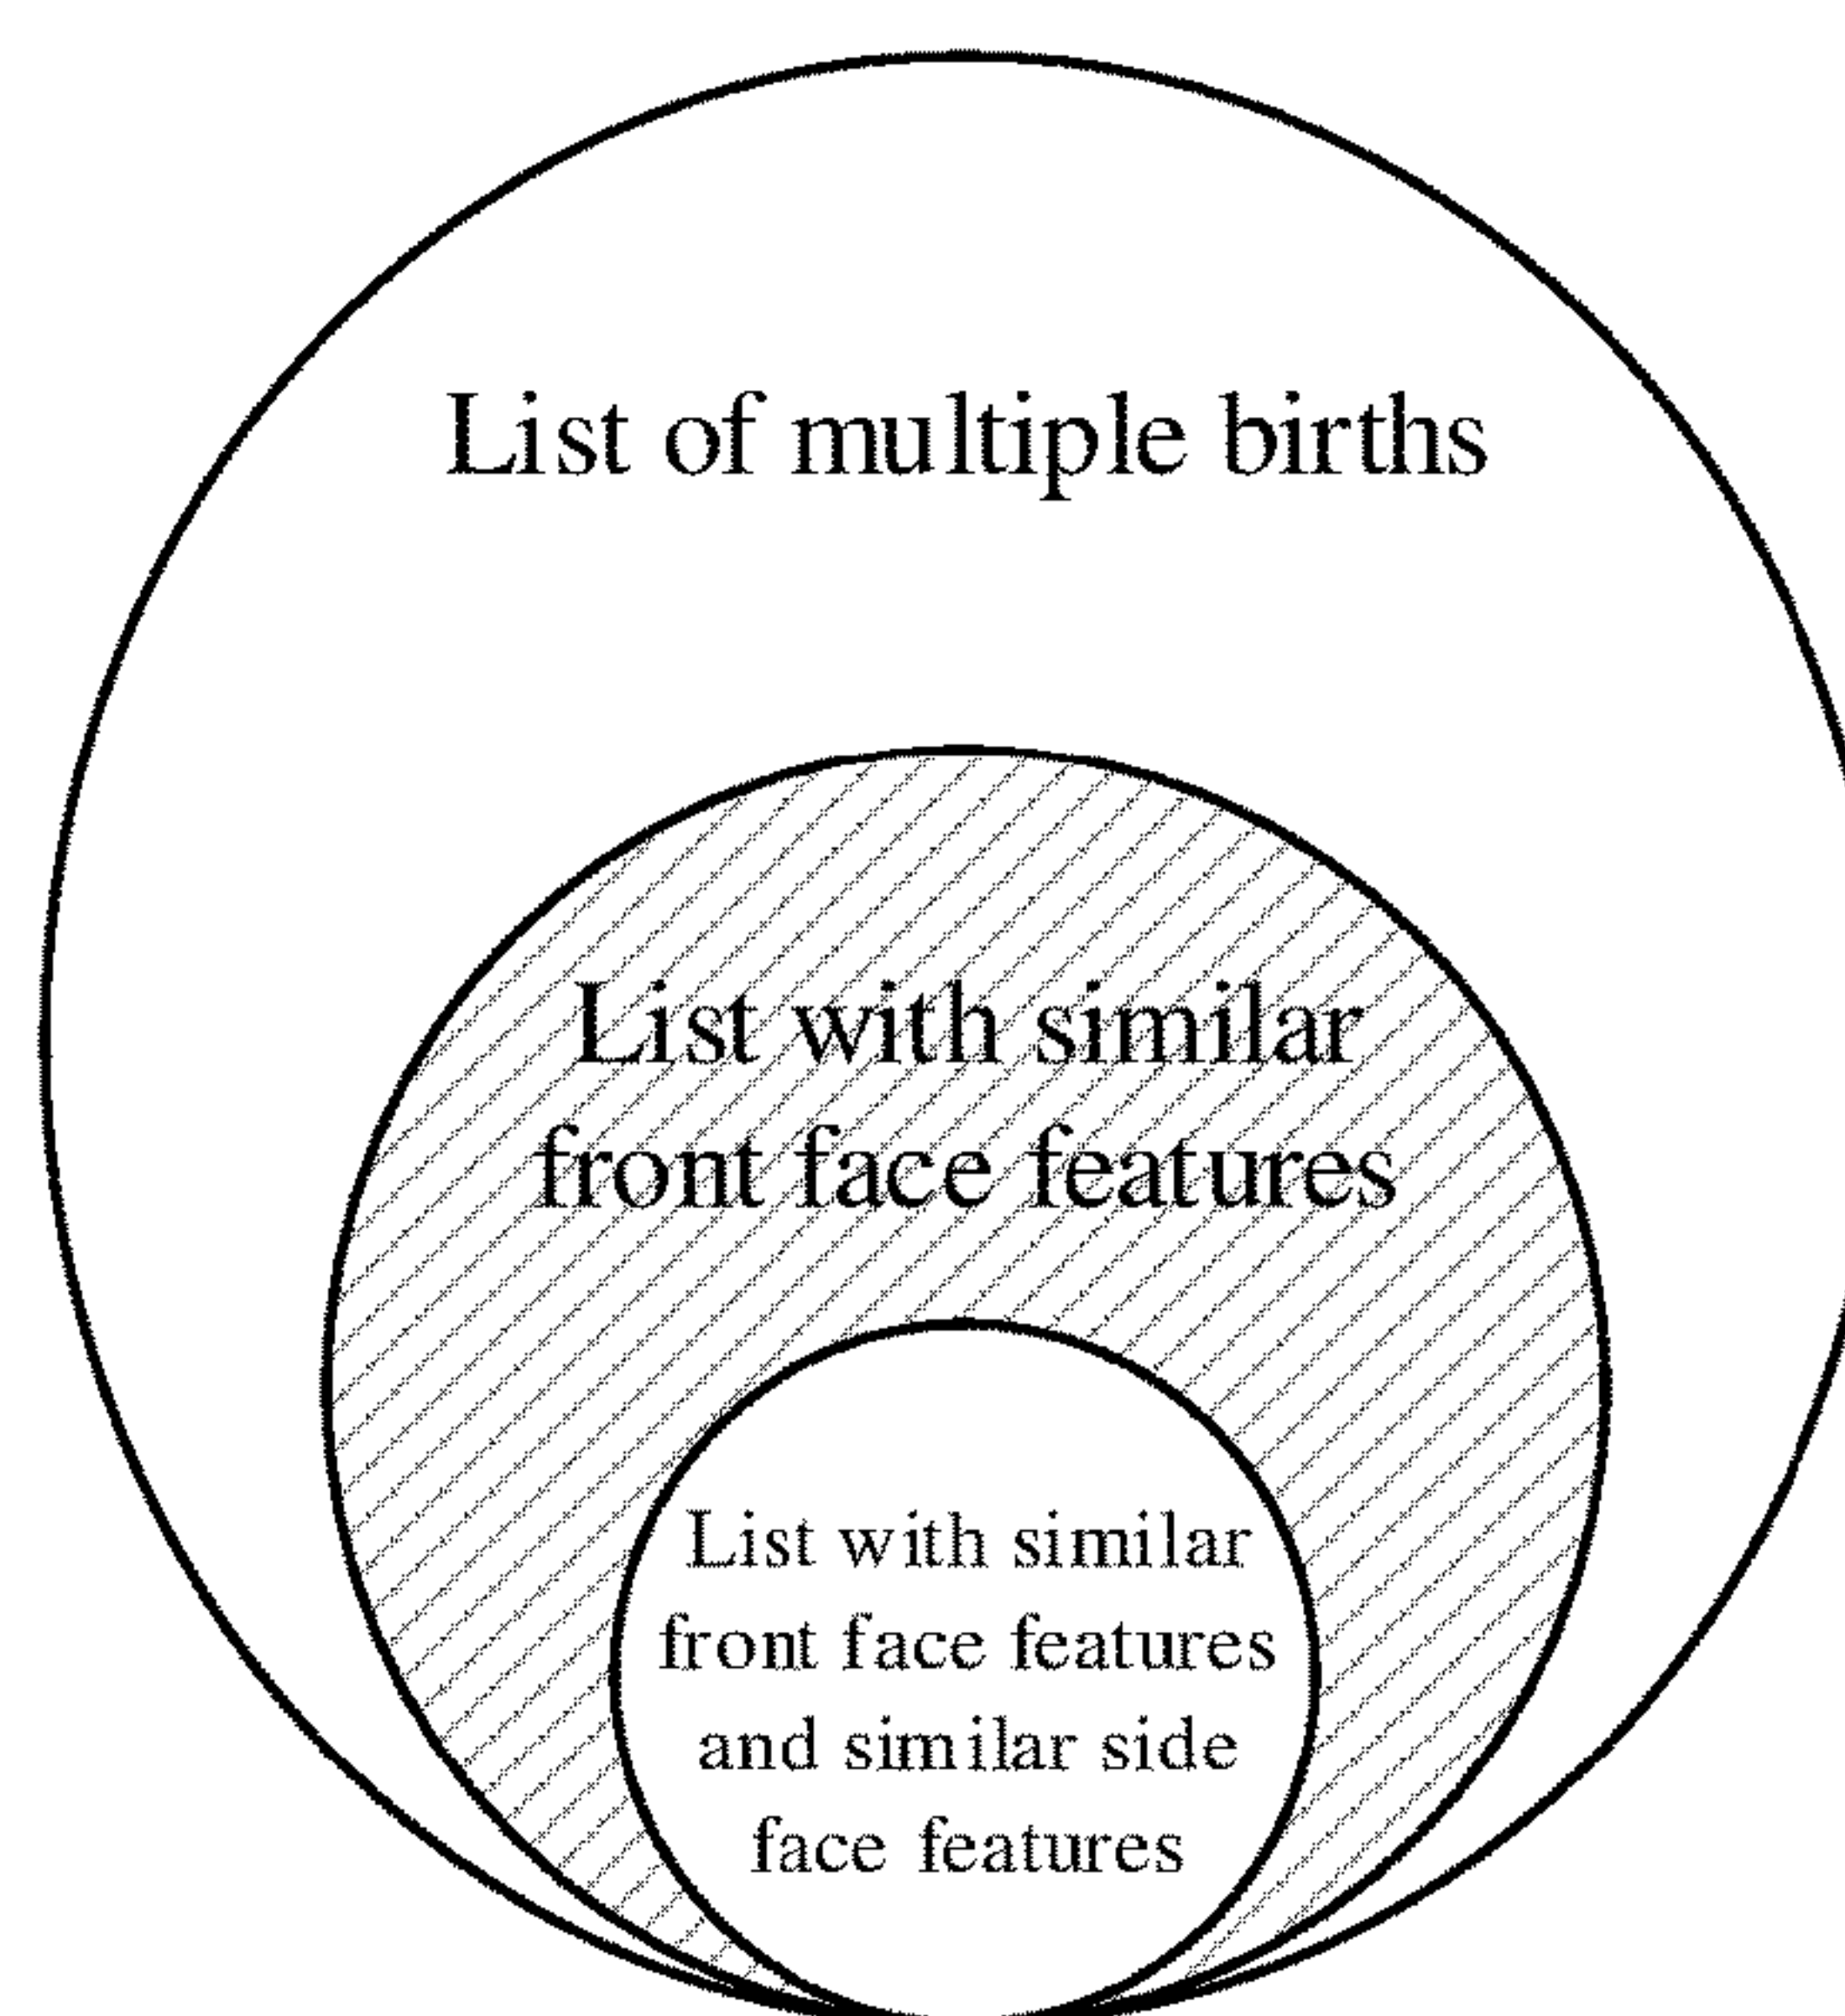 List of multiple births
List with similar
front face features
List with similar
front face features
and similar side
face features